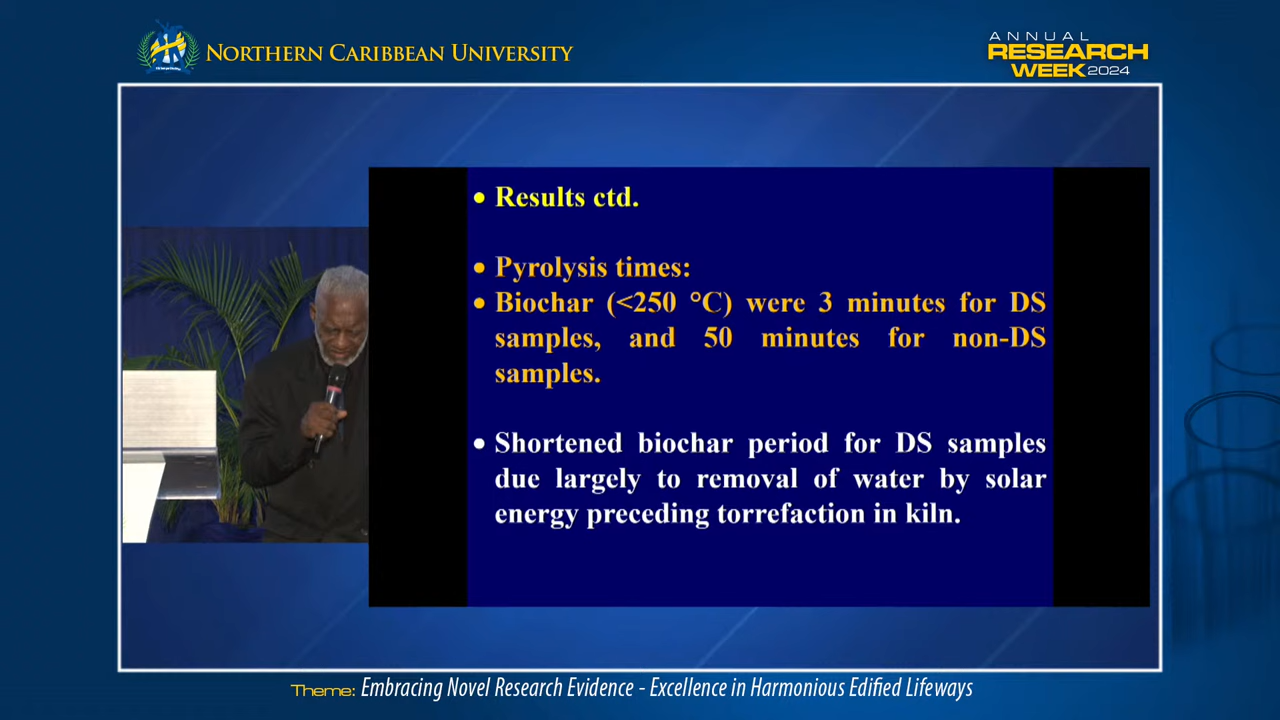 NORTHERN CARIBBEAN UNIVERSITY
ANNUAL
RESEARCH
WEEK 2024
• Results ctd.
• Pyrolysis times:
• Biochar (<250 °C) were 3 minutes for DS
samples, and 50 minutes for non-DS
samples.
• Shortened biochar period for DS samples
due largely to removal of water by solar
energy preceding torrefaction in kiln.
Theme: Embracing Novel Research Evidence - Excellence in Harmonious Edified Lifeways